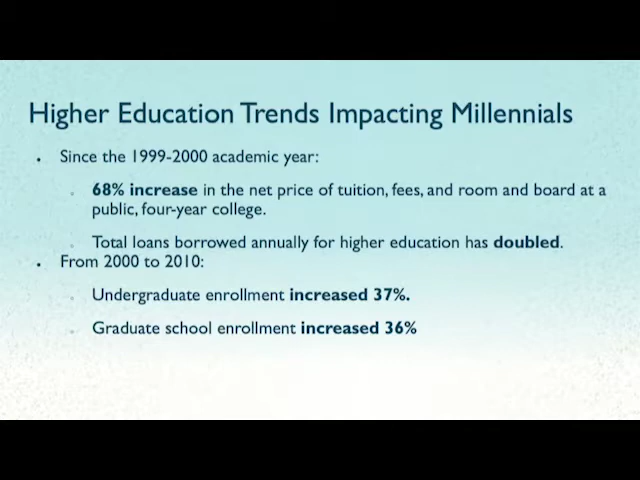 Higher Education Trends Impacting Millennials
• Since the 1999-2000 academic year:
• 68% increase in the net price of tuition, fees, and room and board at a
public, four-year college.
• Total loans borrowed annually for higher education has doubled.
• From 2000 to 2010:
• Undergraduate enrollment increased 37%.
• Graduate school enrollment increased 36%